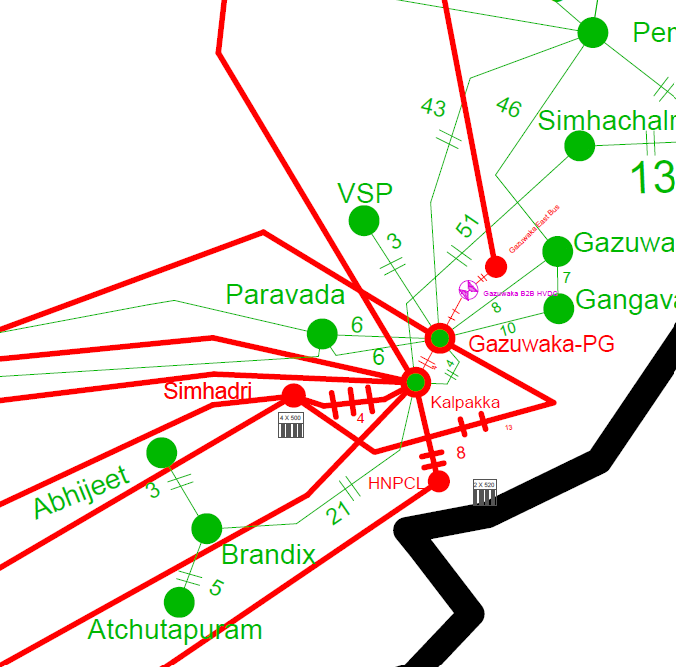 Per
43
46
Simhachalr
13
VSP
51
Gazuwaka East Bus
3
Gazuwa
Paravada
7
Gazuwaka B2B HVDC
Gangava
8
6
10
Gazuwaka-PG
6
4
Simhadri
Kalpakka
4 X 500
4
13
8
Abhijeet
HNPCL
2 X 520
3
21
Brandix
5
Atchutapuram